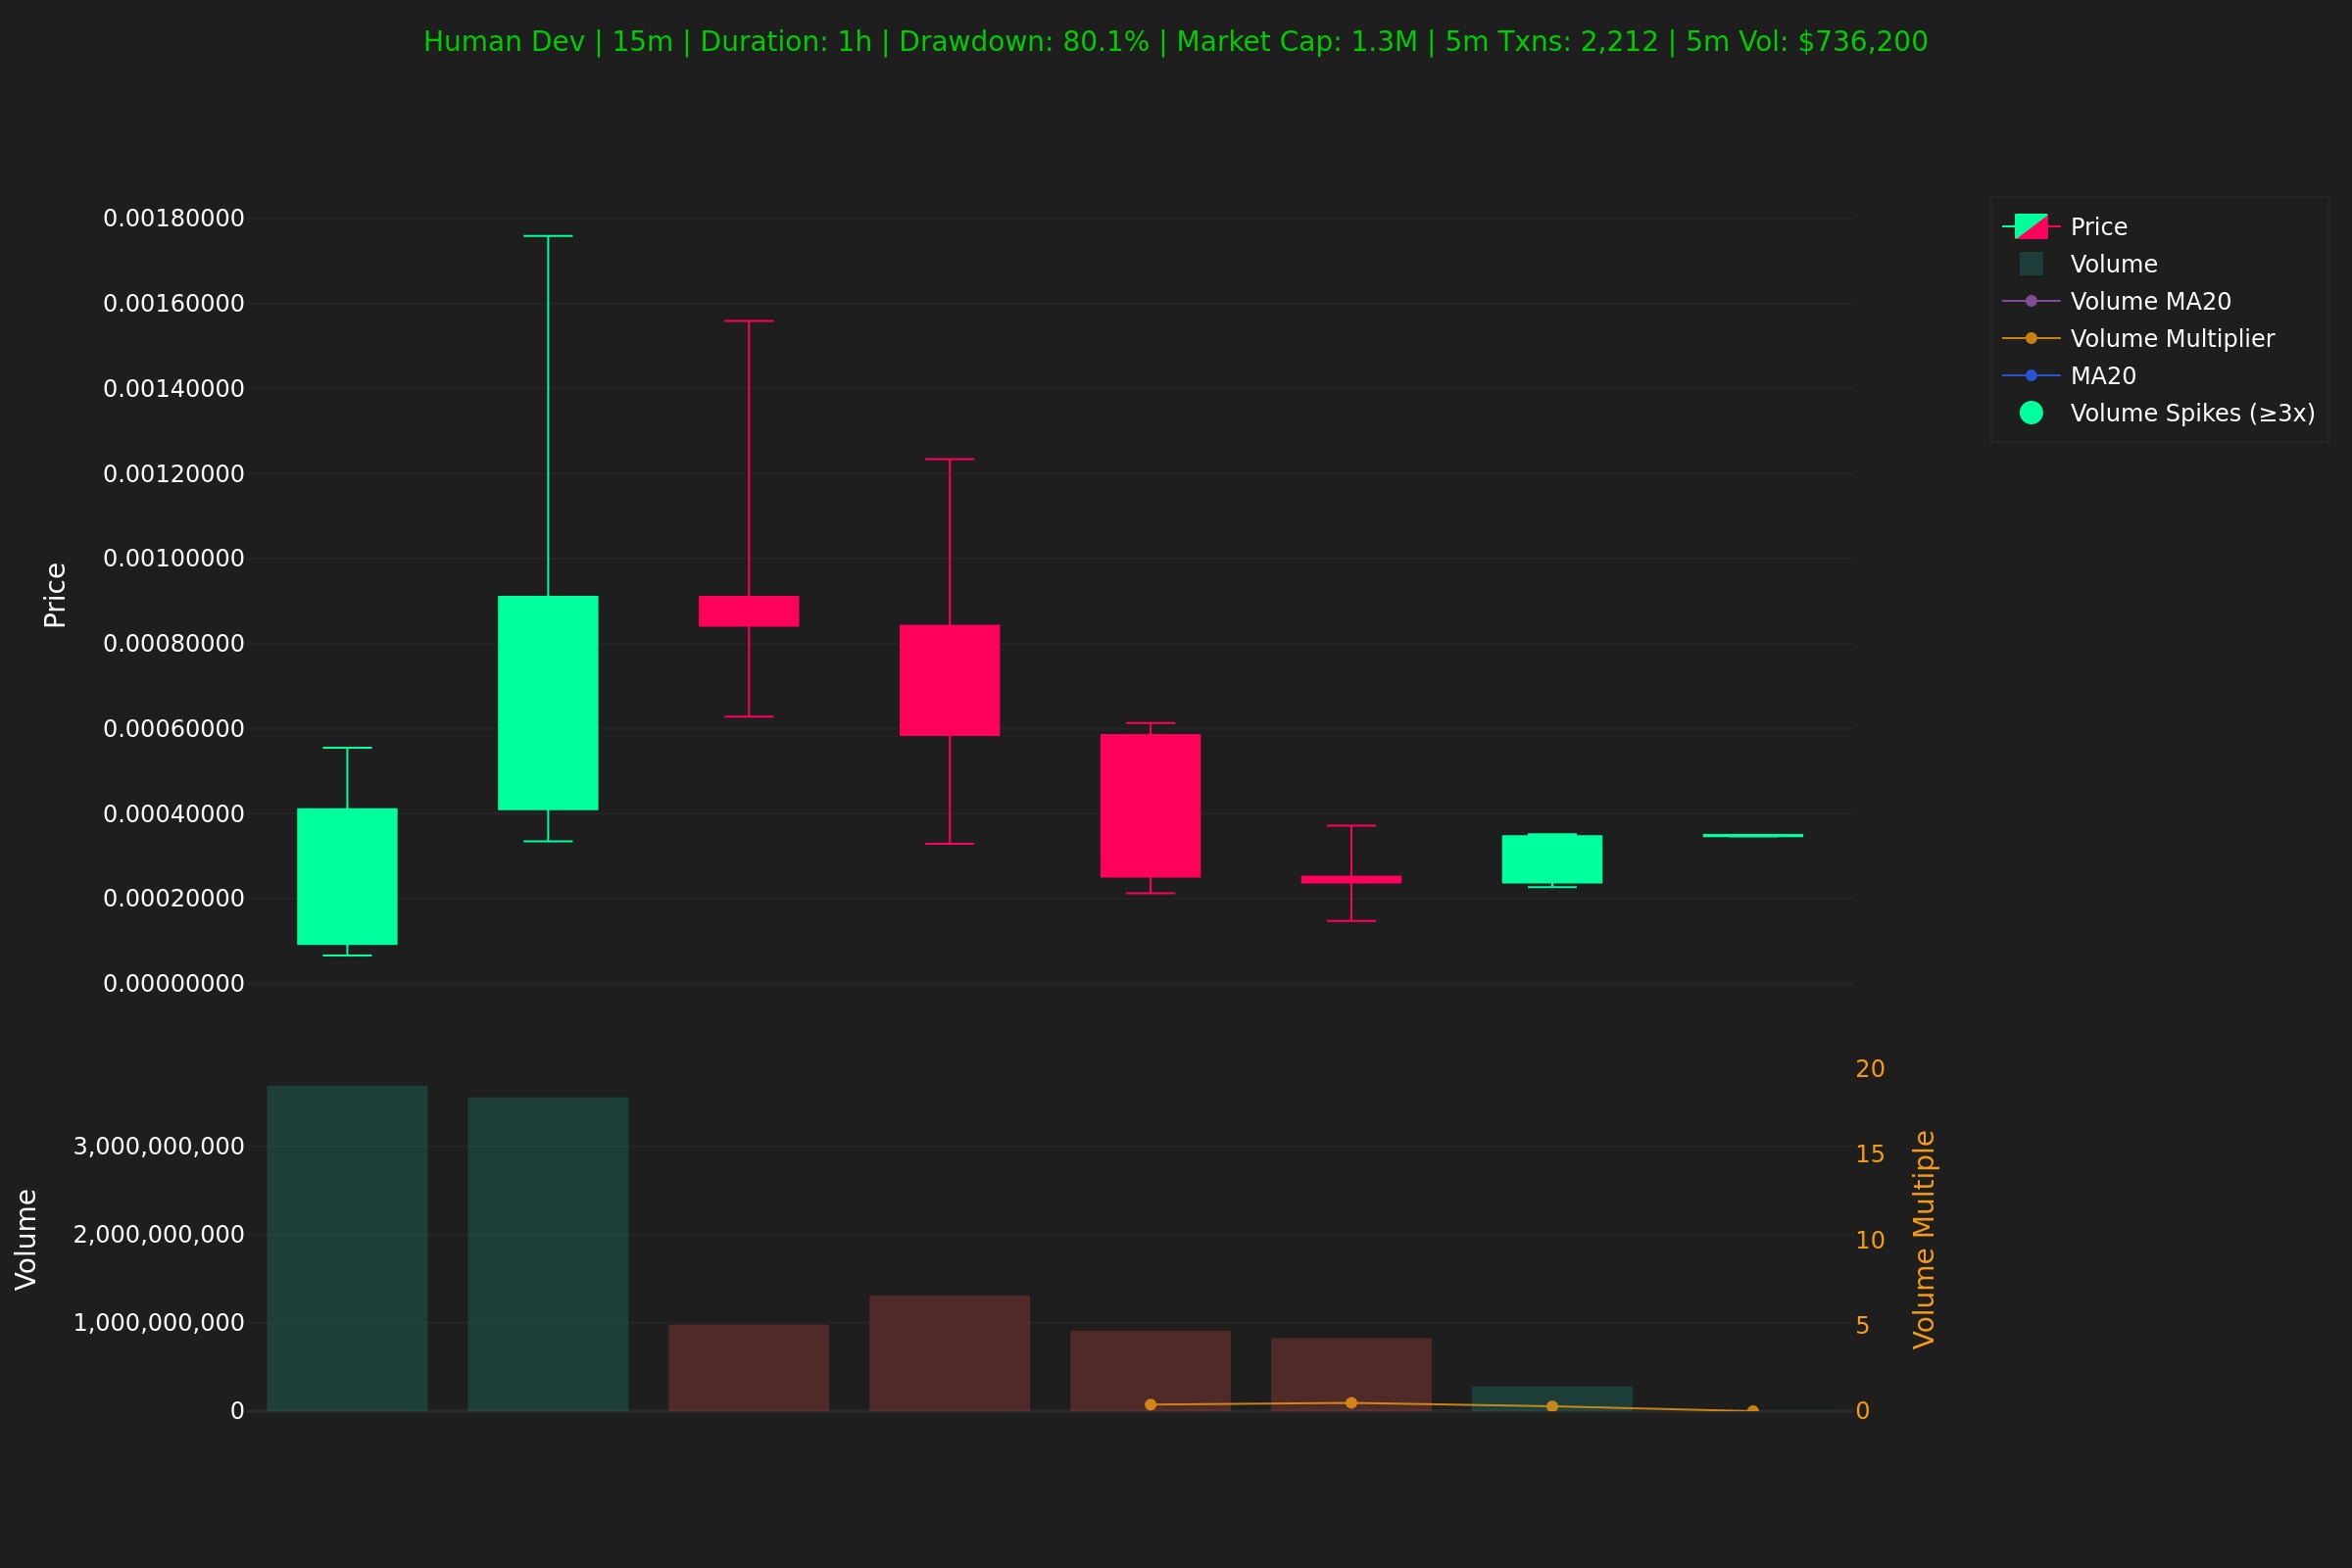 Human Dev | 15m | Duration: 1h | Drawdown: 80.1% | Market Cap: 1.3M | 5m Txns: 2,212 | 5m Vol: $736,200
Price
0.00180000
0.00160000
0.00140000
0.00120000
0.00100000
0.00080000
0.00060000
0.00040000
0.00020000
0.00000000
Price
Volume
Volume MA20
Volume Multiplier
MA20
Volume Spikes (≥3x)
Volume
3,000,000,000
2,000,000,000
1,000,000,000
0
20
15
10
5
0
Volume Multiple